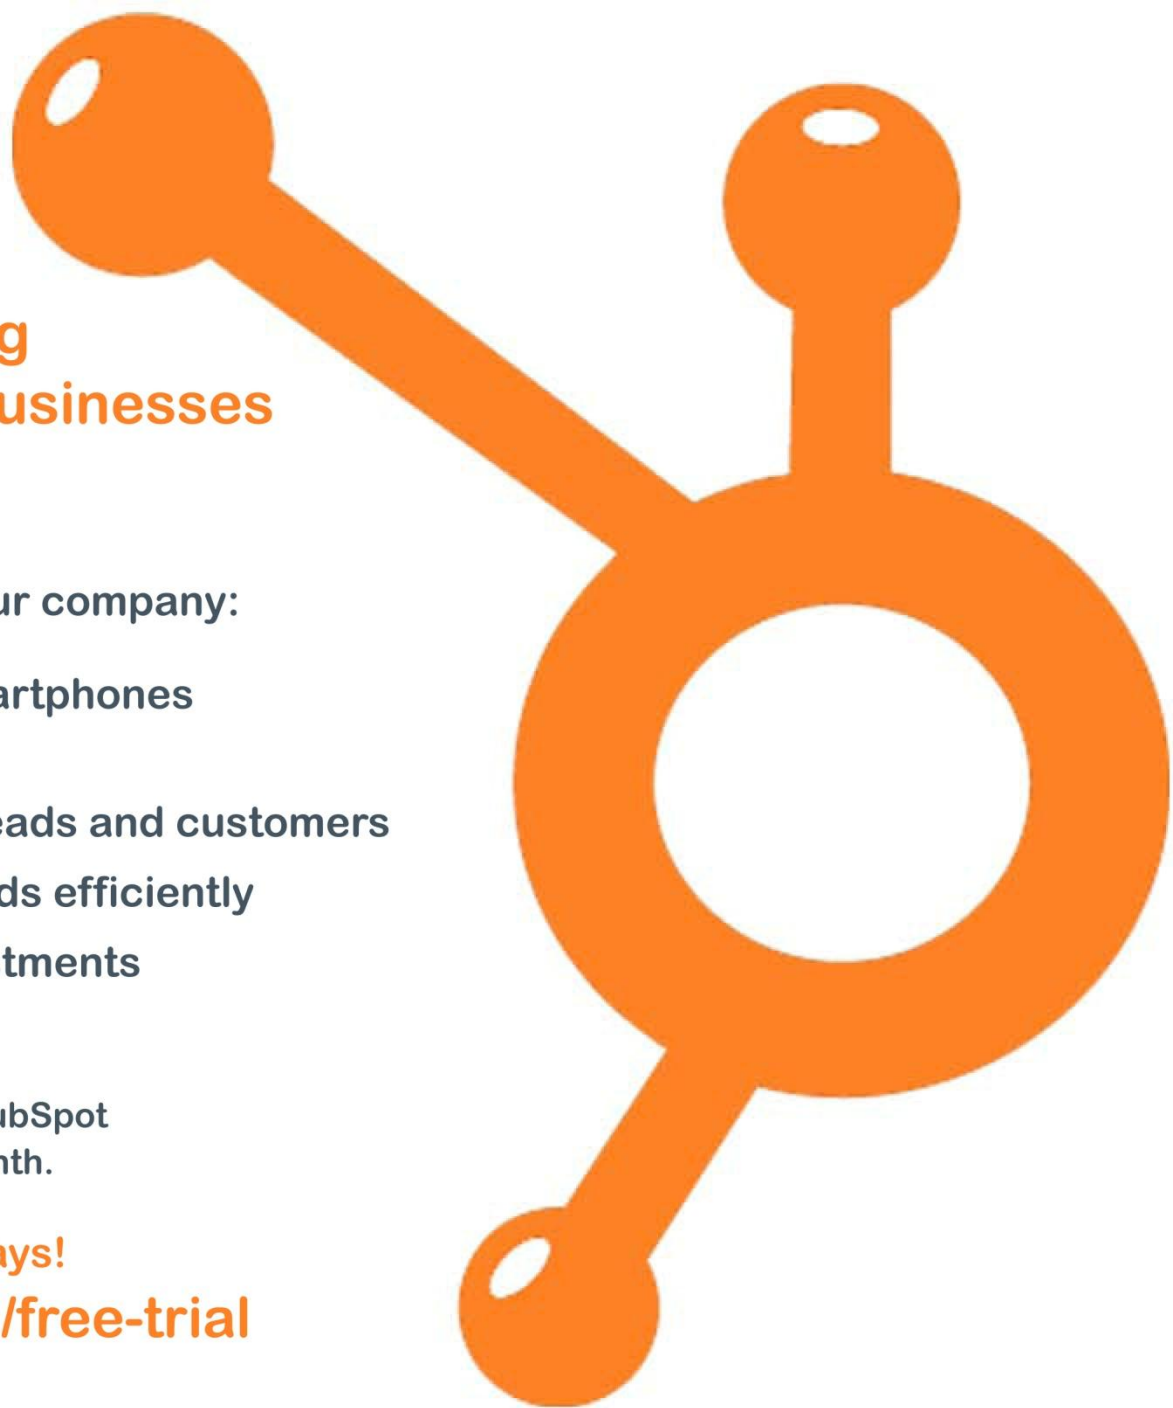 g
usinesses
ur company:
artphones
eads and customers
ds efficiently
tments
ubSpot
nth.
ays!
/free-trial